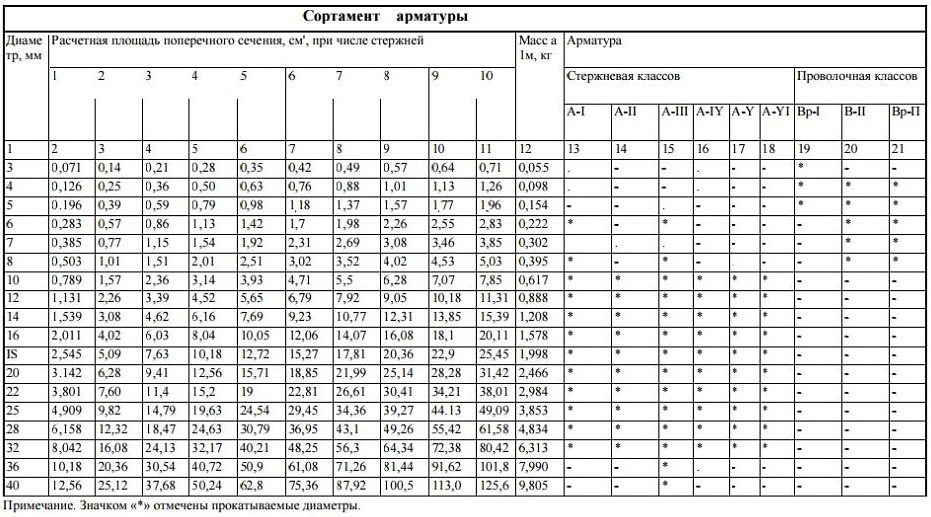 Сортамент арматуры
Диаме Расчетная площадь поперечного сечения, см', при числе стержней Масс а Арматура
тр, мм 1м, кг
1 2 3 4 5 6 7 8 9 10 Стержневая классов Проволочная классов
А-I А-II А-III А-IY А-Y А-YI Вр-I В-II Вр-П
1 2 3 4 5 6 7 8 9 10 11 12 13 14 15 16 17 18 19 20 21
3 0,071 0,14 0,21 0,28 0,35 0,42 0,49 0,57 0,64 0,71 0,055 . - - . - - * - -
4 0,126 0,25 0,36 0,50 0,63 0,76 0,88 1,01 1,13 1,26 0,098 . - - . - - * * *
5 0.196 0,39 0,59 0,79 0,98 1,18 1,37 1,57 1,77 1,96 0,154 - - . - - - * * *
6 0,283 0,57 0,86 1,13 1,42 1,7 1,98 2,26 2,55 2,83 0,222 * - * - - - - * *
7 0,385 0,77 1,15 1,54 1,92 2,31 2,69 3,08 3,46 3,85 0,302 . . - - - - * *
8 0,503 1,01 1,51 2,01 2,51 3,02 3,52 4,02 4,53 5,03 0,395 * - * - . - - * *
10 0,789 1,57 2,36 3,14 3,93 4,71 5,5 6,28 7,07 7,85 0,617 * * * * * * - - -
12 1,131 2,26 3,39 4,52 5,65 6,79 7,92 9,05 10,18 11,31 0,888 * * * * * * - - -
14 1,539 3,08 4,62 6,16 7,69 9,23 10,77 12,31 13,85 15,39 1,208 * * * * * * - - -
16 2,011 4,02 6,03 8,04 10,05 12,06 14,07 16,08 18,1 20,11 1,578 * * * * * * - - -
IS 2,545 5,09 7,63 10,18 12,72 15,27 17,81 20,36 22,9 25,45 1,998 * * * * * * - - -
20 3.142 6,28 9,41 12,56 15,71 18,85 21,99 25,14 28,28 31,42 2,466 * * * * * * - - -
22 3,801 7,60 11,4 15,2 19 22,81 26,61 30,41 34,21 38,01 2,984 * * * * * * - - -
25 4,909 9,82 14,79 19,63 24,54 29,45 34,36 39,27 44.13 49,09 3,853 * * * * * * - - -
28 6,158 12,32 18,47 24,63 30,79 36,95 43,1 49,26 55,42 61,58 4,834 * * * * * * - - -
32 8,042 16,08 24,13 32,17 40,21 48,25 56,3 64,34 72,38 80,42 6,313 * * * * * * - - -
36 10,18 20,36 30,54 40,72 50,9 61,08 71,26 81,44 91,62 101,8 7,990 - - * . - - - - -
40 12,56 25,12 37,68 50,24 62,8 75,36 87,92 100,5 113,0 125,6 9,805 - - * - - - - - -
Примечание. Значком «*» отмечены прокатываемые диаметры.